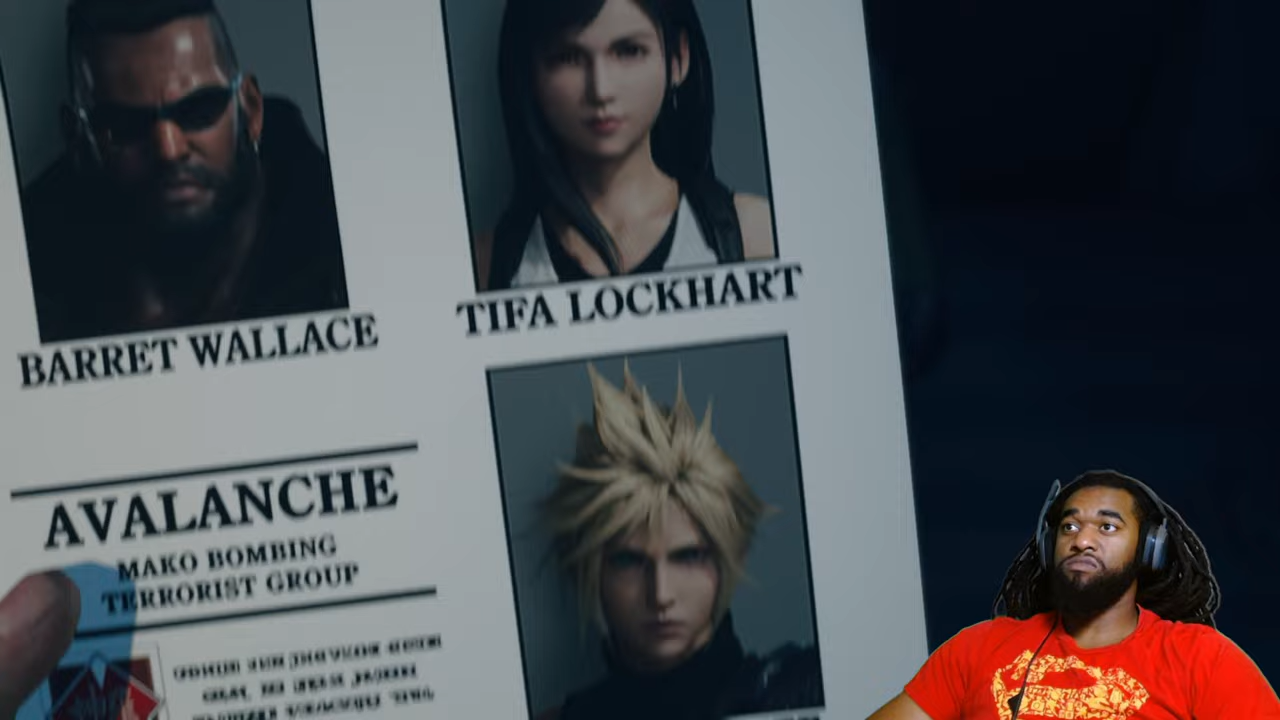 BARRET WALLACE
TIFA LOCKHART
AVALANCHE
MAKO BOMBING
TERRORIST GROUP